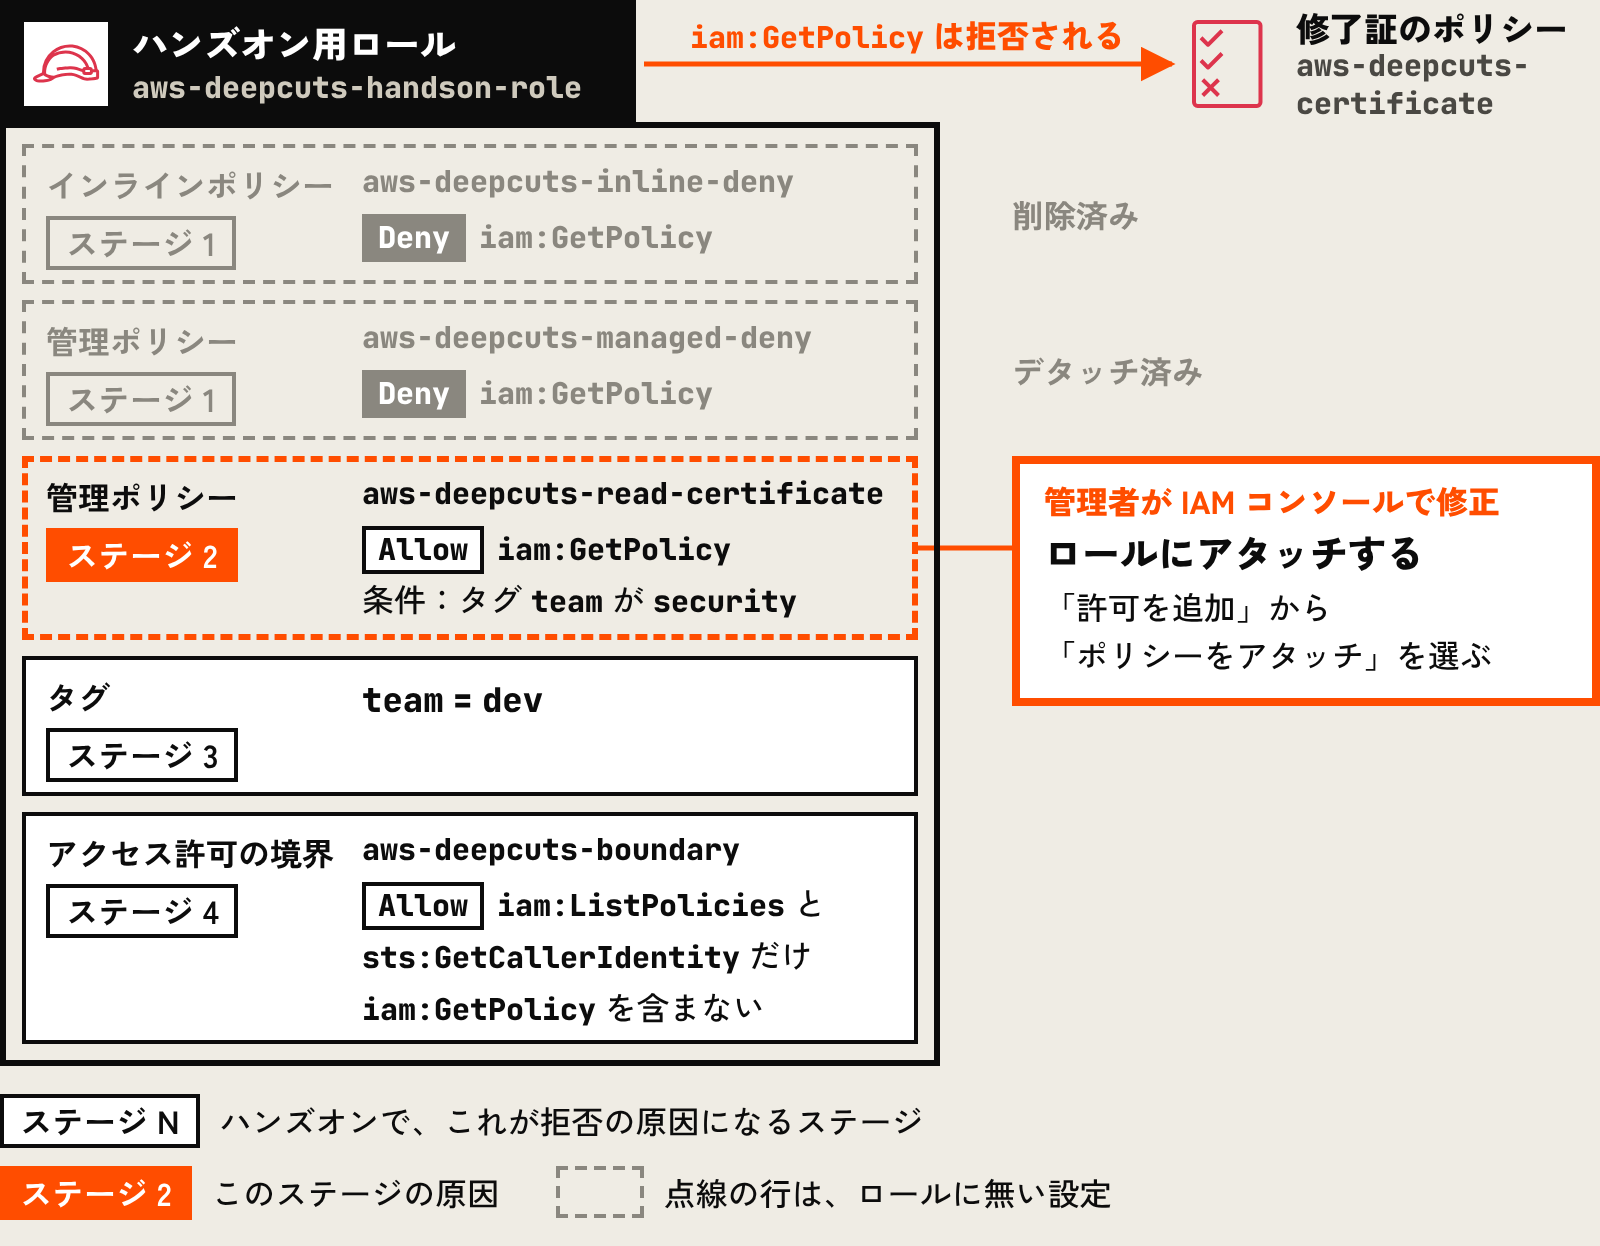 ハンズオン用ロール
aws-deepcuts-handson-role
iam:GetPolicy は拒否される
修了証のポリシー
aws-deepcuts-
certificate
インラインポリシー
ステージ 1
aws-deepcuts-inline-deny
Deny iam:GetPolicy
削除済み
管理ポリシー
ステージ 1
aws-deepcuts-managed-deny
Deny iam:GetPolicy
デタッチ済み
管理ポリシー
ステージ 2
aws-deepcuts-read-certificate
Allow iam:GetPolicy
条件：タグ team が security
管理者が IAM コンソールで修正
ロールにアタッチする
「許可を追加」から
「ポリシーをアタッチ」を選ぶ
タグ
ステージ 3
team = dev
アクセス許可の境界
ステージ 4
aws-deepcuts-boundary
Allow iam:ListPolicies と
sts:GetCallerIdentity だけ
iam:GetPolicy を含まない
ステージ N ハンズオンで、これが拒否の原因になるステージ
ステージ 2 このステージの原因 点線の行は、ロールに無い設定